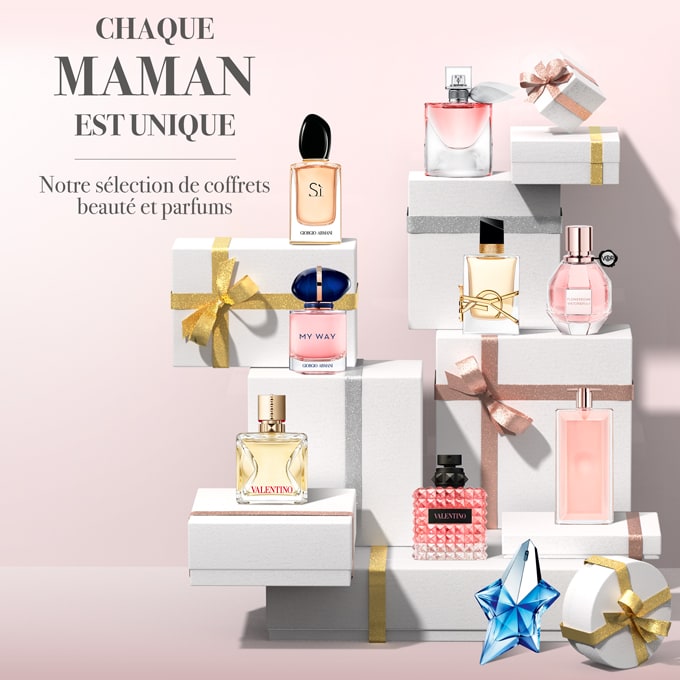 CHAQUE
MAMAN
EST UNIQUE
Notre sélection de coffrets
beauté et parfums
Sì
GIORGIO ARMANI
MY WAY
GIORGIO ARMANI
VALENTINO
VALENTINO